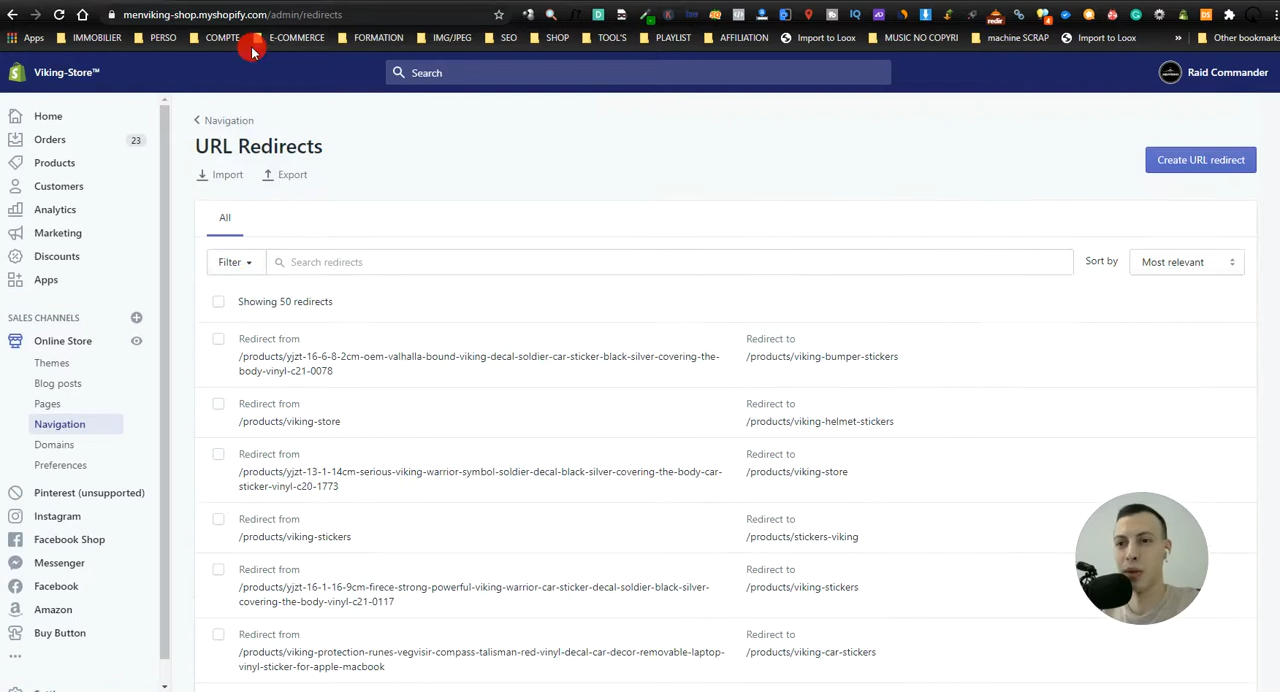 menviking-shop.myshopify.com/admin/redirects
Apps IMMOBILIER PERSO COMPTE E-COMMERCE FORMATION IMG/JPEG SEO SHOP TOOL'S PLAYLIST AFFILIATION Import to Loox MUSIC NO COPYRI machine SCRAP Import to Loox » Other bookmarks
Viking-Store™ Search Raid Commander
Home
Orders 23
Products
Customers
Analytics
Marketing
Discounts
Apps
SALES CHANNELS
Online Store
Themes
Blog posts
Pages
Navigation
Domains
Preferences
Pinterest (unsupported)
Instagram
Facebook Shop
Messenger
Facebook
Amazon
Buy Button
Navigation
URL Redirects
Import Export
Create URL redirect
All
Filter Search redirects Sort by Most relevant
Showing 50 redirects
Redirect from Redirect to
/products/yjzt-16-6-8-2cm-oem-valhalla-bound-viking-decal-soldier-car-sticker-black-silver-covering-the- /products/viking-bumper-stickers
body-vinyl-c21-0078
Redirect from Redirect to
/products/viking-store /products/viking-helmet-stickers
Redirect from Redirect to
/products/yjzt-13-1-14cm-serious-viking-warrior-symbol-soldier-decal-black-silver-covering-the-body-car- /products/viking-store
sticker-vinyl-c20-1773
Redirect from Redirect to
/products/viking-stickers /products/stickers-viking
Redirect from Redirect to
/products/yjzt-16-1-16-9cm-firece-strong-powerful-viking-warrior-car-sticker-decal-soldier-black-silver- /products/viking-stickers
covering-the-body-vinyl-c21-0117
Redirect from Redirect to
/products/viking-protection-runes-vegvisir-compass-talisman-red-vinyl-decal-car-decor-removable-laptop- /products/viking-car-stickers
vinyl-sticker-for-apple-macbook